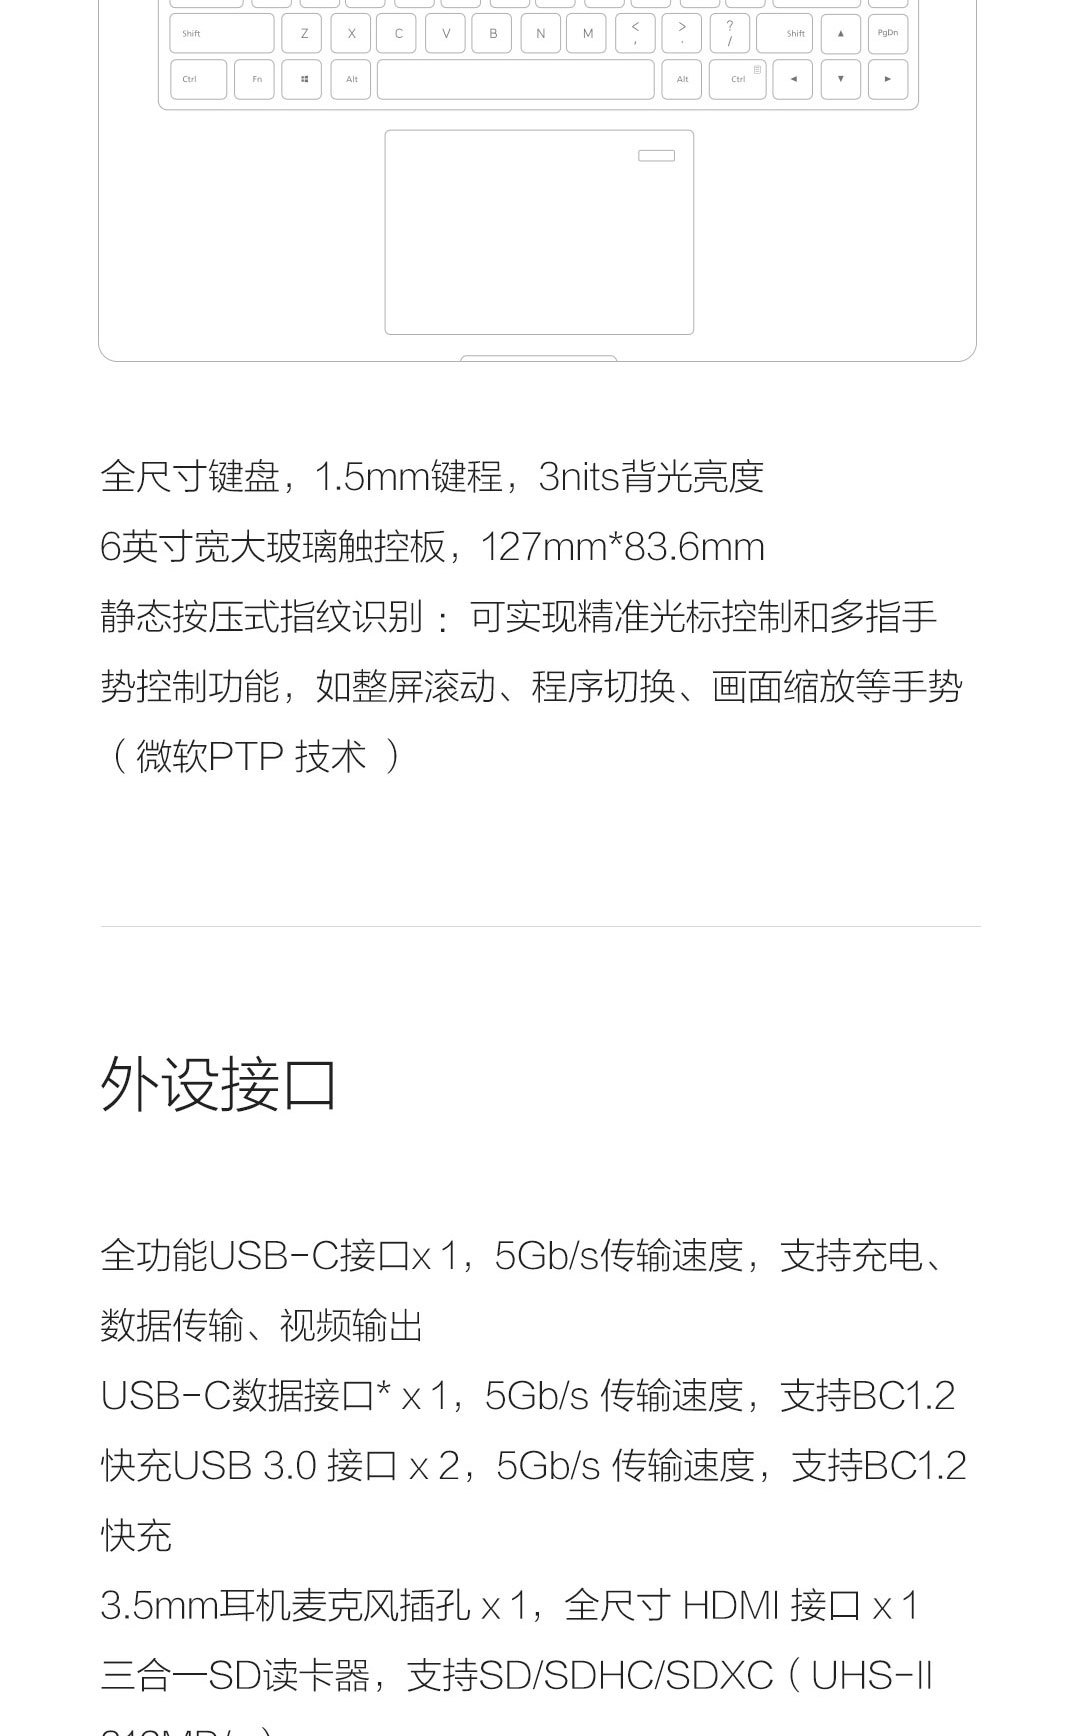 Shift Z X C V B N M < , > . ? / Shift ▲ PgDn
Ctrl Fn Alt Alt Ctrl ◄ ▼ ►
全尺寸键盘，1.5mm键程，3nits背光亮度
6英寸宽大玻璃触控板，127mm*83.6mm
静态按压式指纹识别 ：可实现精准光标控制和多指手
势控制功能，如整屏滚动、程序切换、画面缩放等手势
（微软PTP 技术 ）
外设接口
全功能USB-C接口x 1，5Gb/s传输速度，支持充电、
数据传输、视频输出
USB-C数据接口* x 1，5Gb/s 传输速度，支持BC1.2
快充USB 3.0 接口 x 2，5Gb/s 传输速度，支持BC1.2
快充
3.5mm耳机麦克风插孔 x 1，全尺寸 HDMI 接口 x 1
三合一SD读卡器，支持SD/SDHC/SDXC（ UHS-II